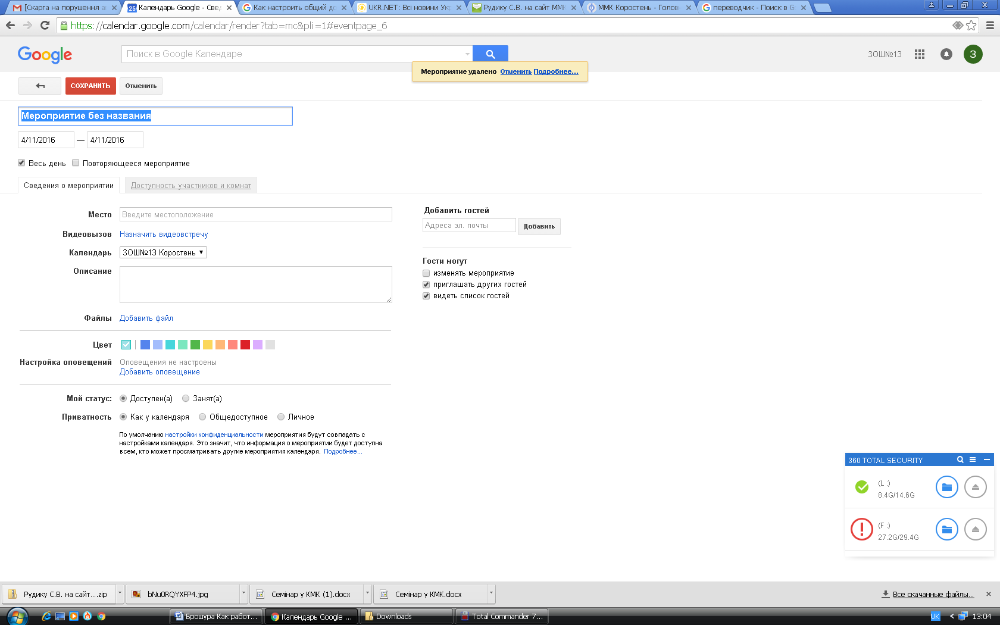 [Скарга на порушення а
Календарь Google - Све
Как настроить общий до
UKR.NET: Всі новини Укр
Рудику С.В. на сайт ММК
ММК Коростень - Голов
переводчик - Поиск в G
https://calendar.google.com/calendar/render?tab=mc&pli=1#eventpage_6
Google
Поиск в Google Календаре
ЗОШ№13
З
Мероприятие удалено Отменить Подробнее...
СОХРАНИТЬ
Отменить
Мероприятие без названия
4/11/2016 — 4/11/2016
Весь день Повторяющееся мероприятие
Сведения о мероприятии
Доступность участников и комнат
Место Введите местоположение
Видеовызов Назначить видеовстречу
Календарь ЗОШ№13 Коростень
Описание
Файлы Добавить файл
Цвет
Настройка оповещений Оповещения не настроены
Добавить оповещение
Мой статус: Доступен(а) Занят(а)
Приватность Как у календаря Общедоступное Личное
По умолчанию настройки конфиденциальности мероприятия будут совпадать с
настройками календаря. Это значит, что информация о мероприятии будет доступна
всем, кто может просматривать другие мероприятия календаря. Подробнее...
Добавить гостей
Адреса эл. почты Добавить
Гости могут
изменять мероприятие
приглашать других гостей
видеть список гостей
360 TOTAL SECURITY
(L :)
8.4G/14.6G
(F :)
27.2G/29.4G
Рудику С.В. на сайт....zip
bNu0RQYXFP4.jpg
Семінар у КМК (1).docx
Семінар у КМК.docx
Все скачанные файлы...
Брошура Как работ...
Календарь Google ...
Downloads
Total Commander 7...
UK
13:04